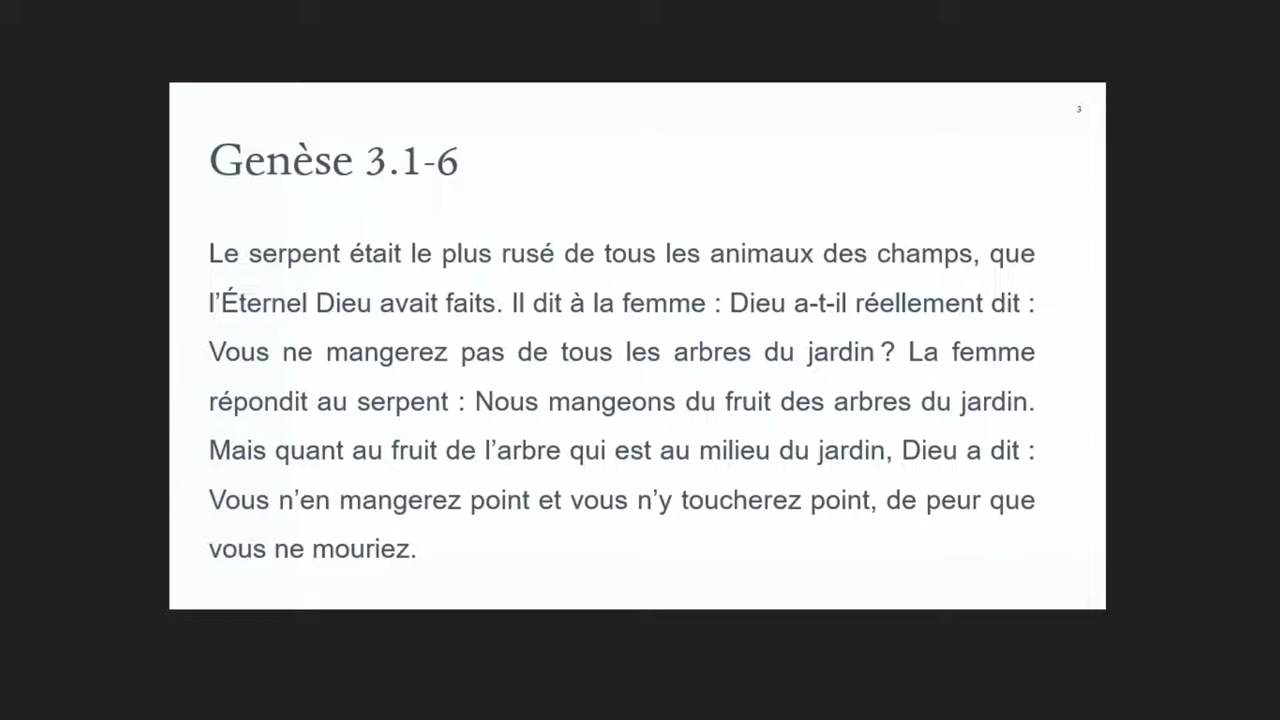 3
Genèse 3.1-6
Le serpent était le plus rusé de tous les animaux des champs, que
l’Éternel Dieu avait faits. Il dit à la femme : Dieu a-t-il réellement dit :
Vous ne mangerez pas de tous les arbres du jardin ? La femme
répondit au serpent : Nous mangeons du fruit des arbres du jardin.
Mais quant au fruit de l’arbre qui est au milieu du jardin, Dieu a dit :
Vous n’en mangerez point et vous n’y toucherez point, de peur que
vous ne mouriez.